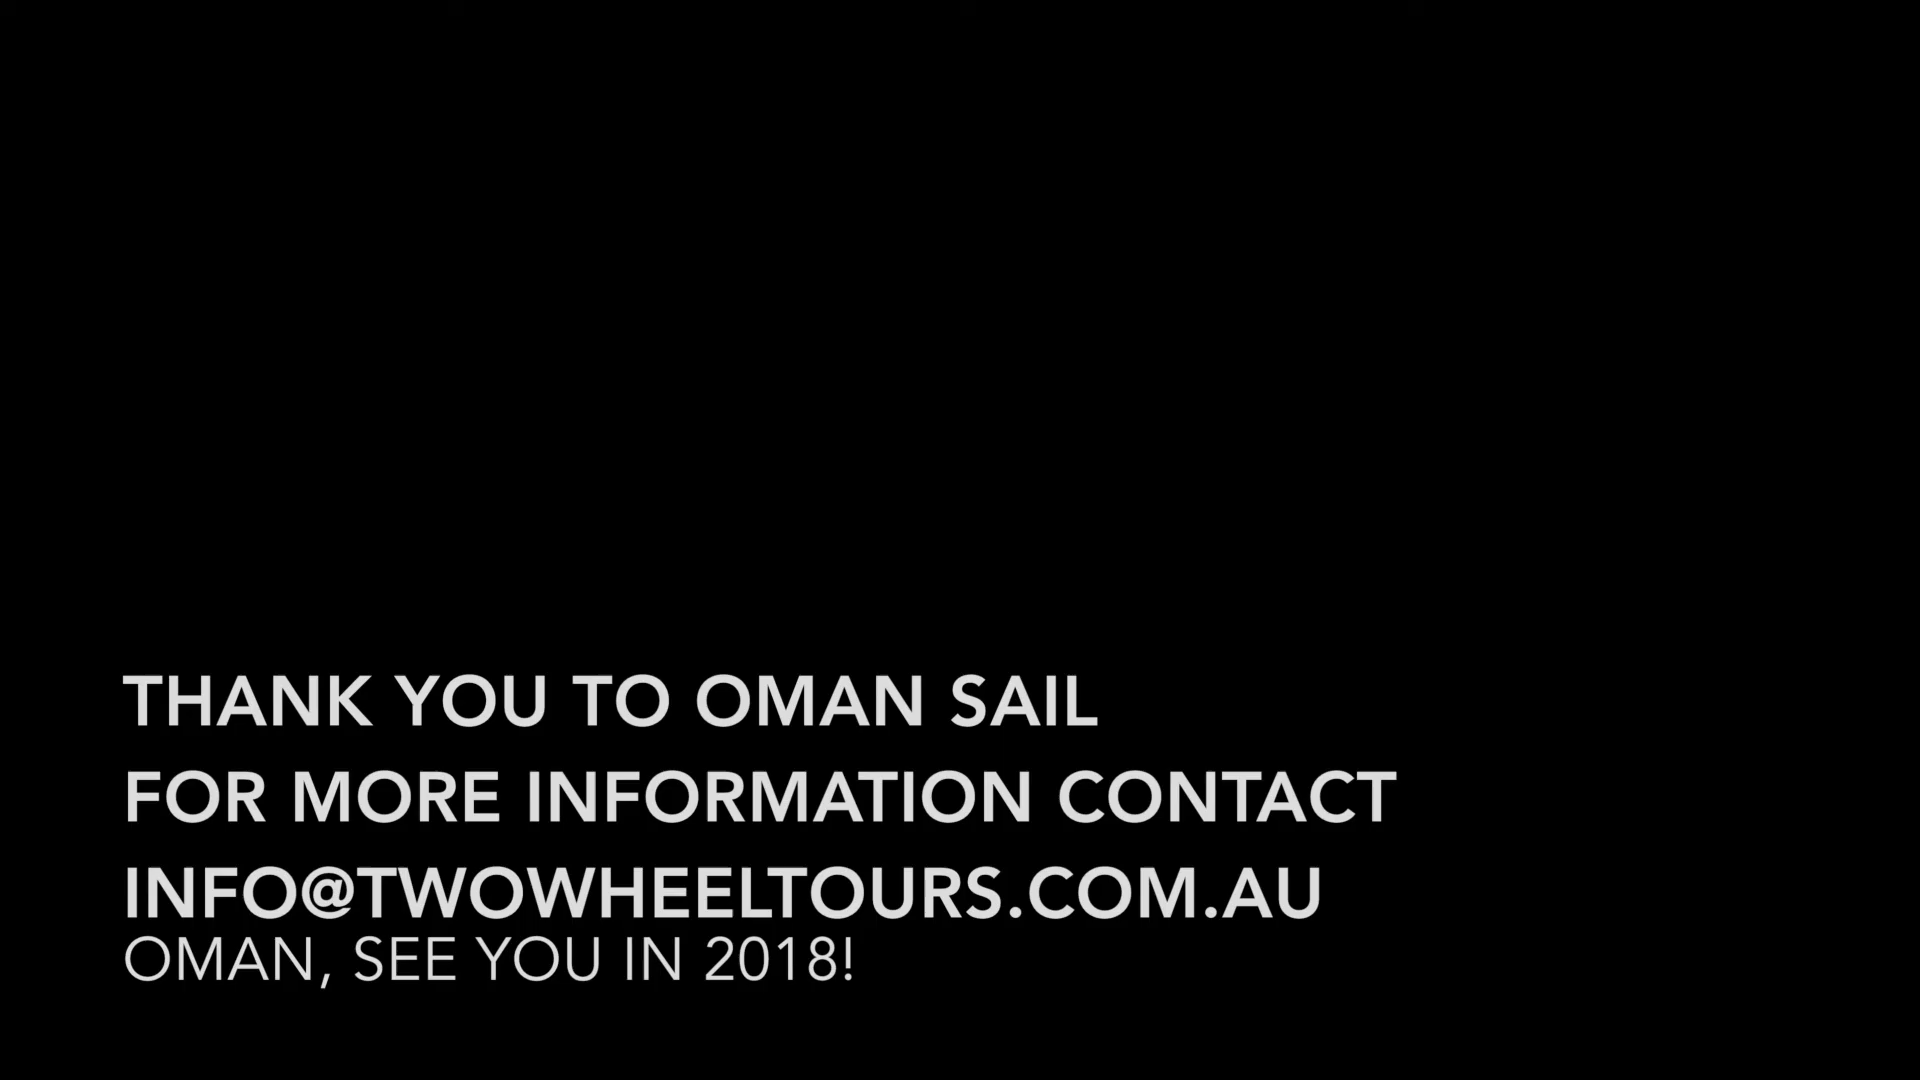 THANK YOU TO OMAN SAIL
FOR MORE INFORMATION CONTACT
INFO@TWOWHEELTOURS.COM.AU
OMAN, SEE YOU IN 2018!